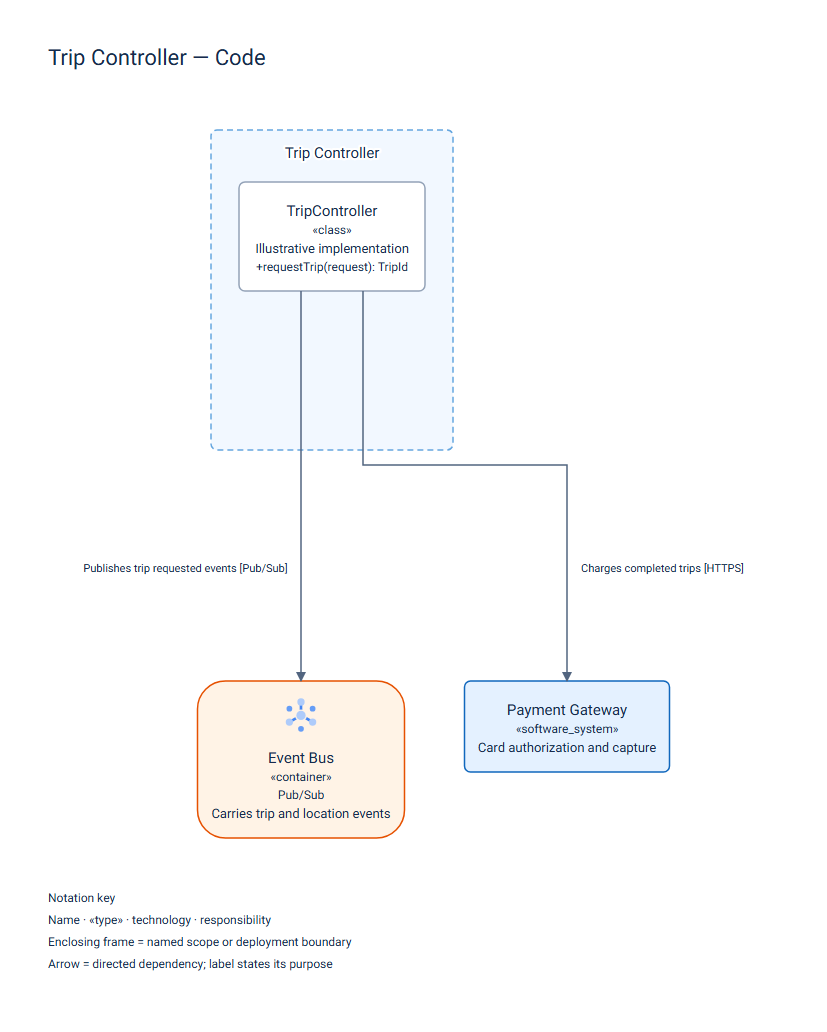 Trip Controller — Code
Trip Controller
TripController
«class»
Illustrative implementation
+requestTrip(request): TripId
Publishes trip requested events [Pub/Sub]
Charges completed trips [HTTPS]
Event Bus
«container»
Pub/Sub
Carries trip and location events
Payment Gateway
«software_system»
Card authorization and capture
Notation key
Name · «type» · technology · responsibility
Enclosing frame = named scope or deployment boundary
Arrow = directed dependency; label states its purpose